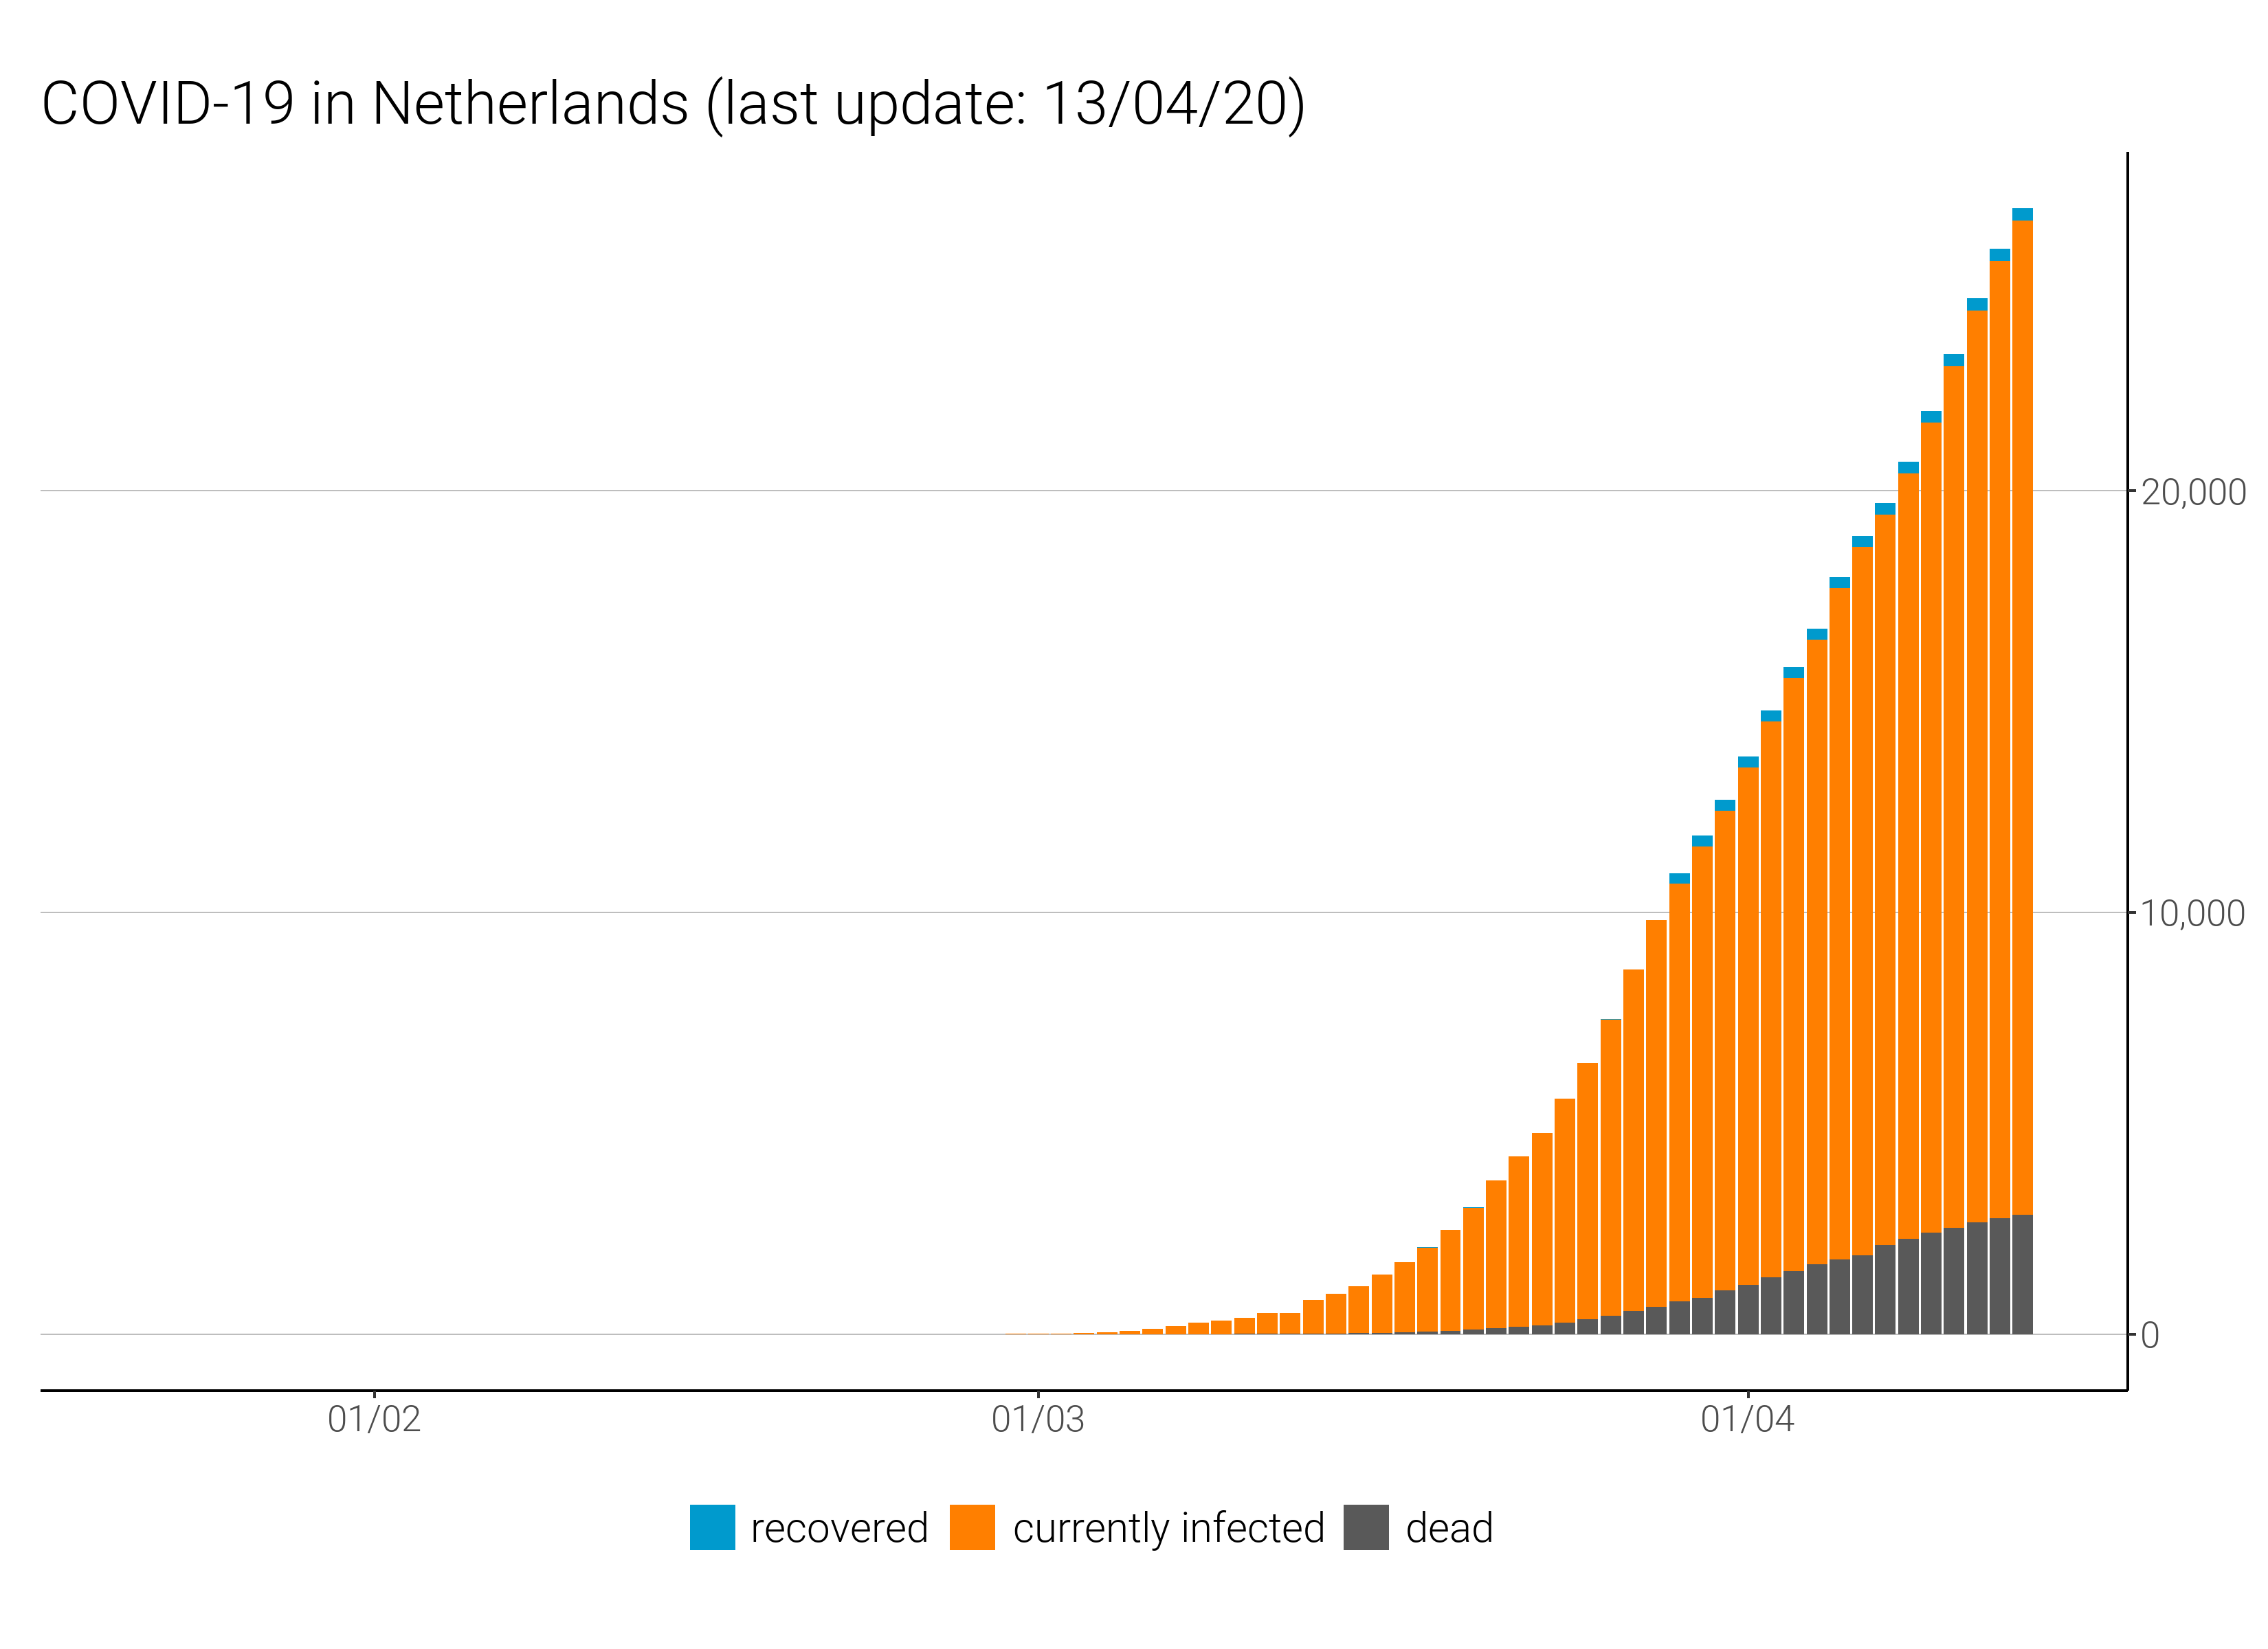 COVID-19 in Netherlands (last update: 13/04/20)
20,000
10,000
0
01/02 01/03 01/04
recovered currently infected dead